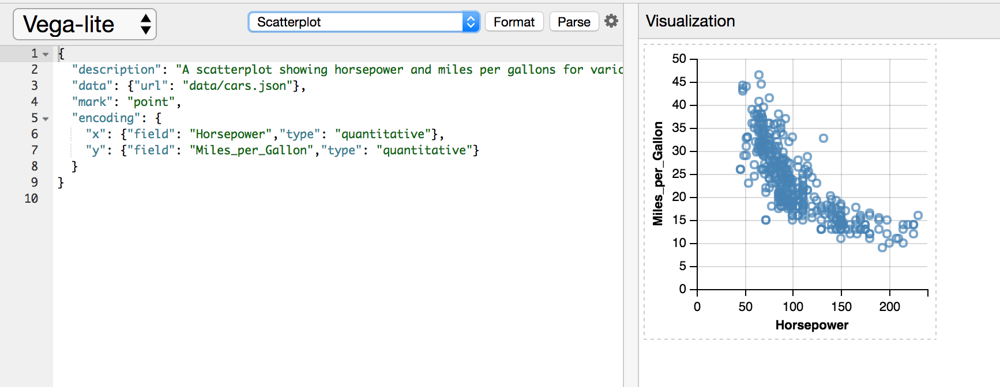 Vega-lite
Scatterplot
Format
Parse
Visualization
1 {
2 "description": "A scatterplot showing horsepower and miles per gallons for
3 "data": {"url": "data/cars.json"},
4 "mark": "point",
5 "encoding": {
6 "x": {"field": "Horsepower","type": "quantitative"},
7 "y": {"field": "Miles_per_Gallon","type": "quantitative"}
8 }
9 }
10
Miles_per_Gallon
50
45
40
35
30
25
20
15
10
5
0
0 50 100 150 200
Horsepower